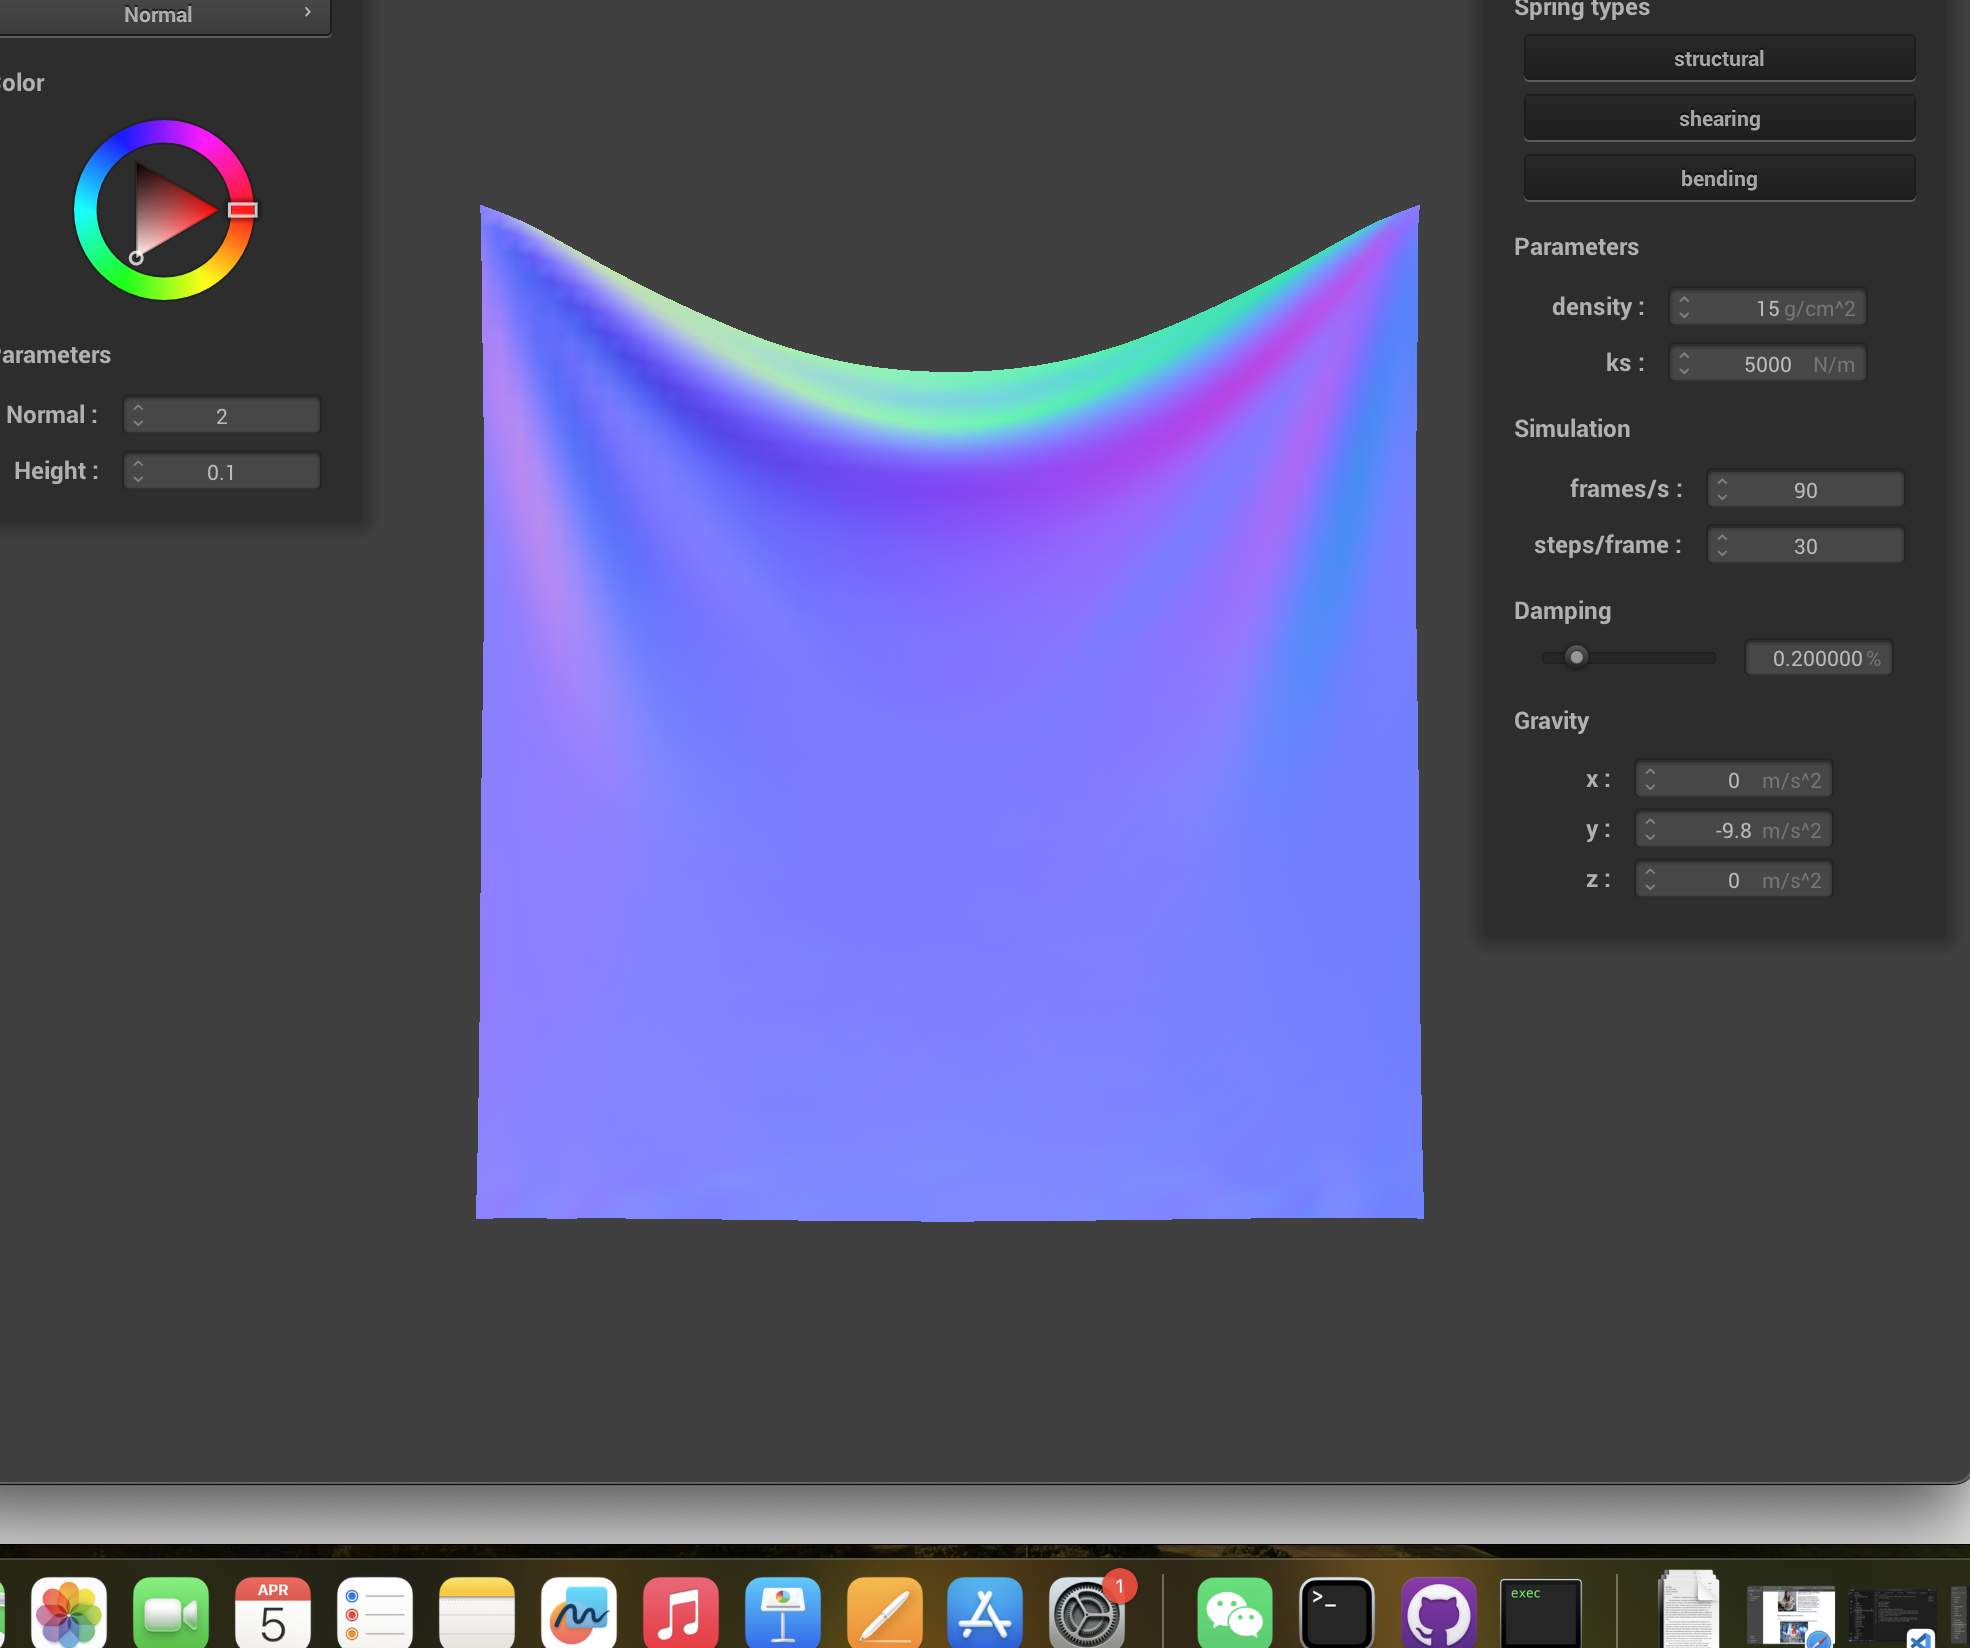 Normal
olor
Parameters
Normal : 2
Height : 0.1
Spring types
structural
shearing
bending
Parameters
density : 15 g/cm^2
ks : 5000 N/m
Simulation
frames/s : 90
steps/frame : 30
Damping
0.200000 %
Gravity
x : 0 m/s^2
y : -9.8 m/s^2
z : 0 m/s^2
APR
5
1
>_
exec